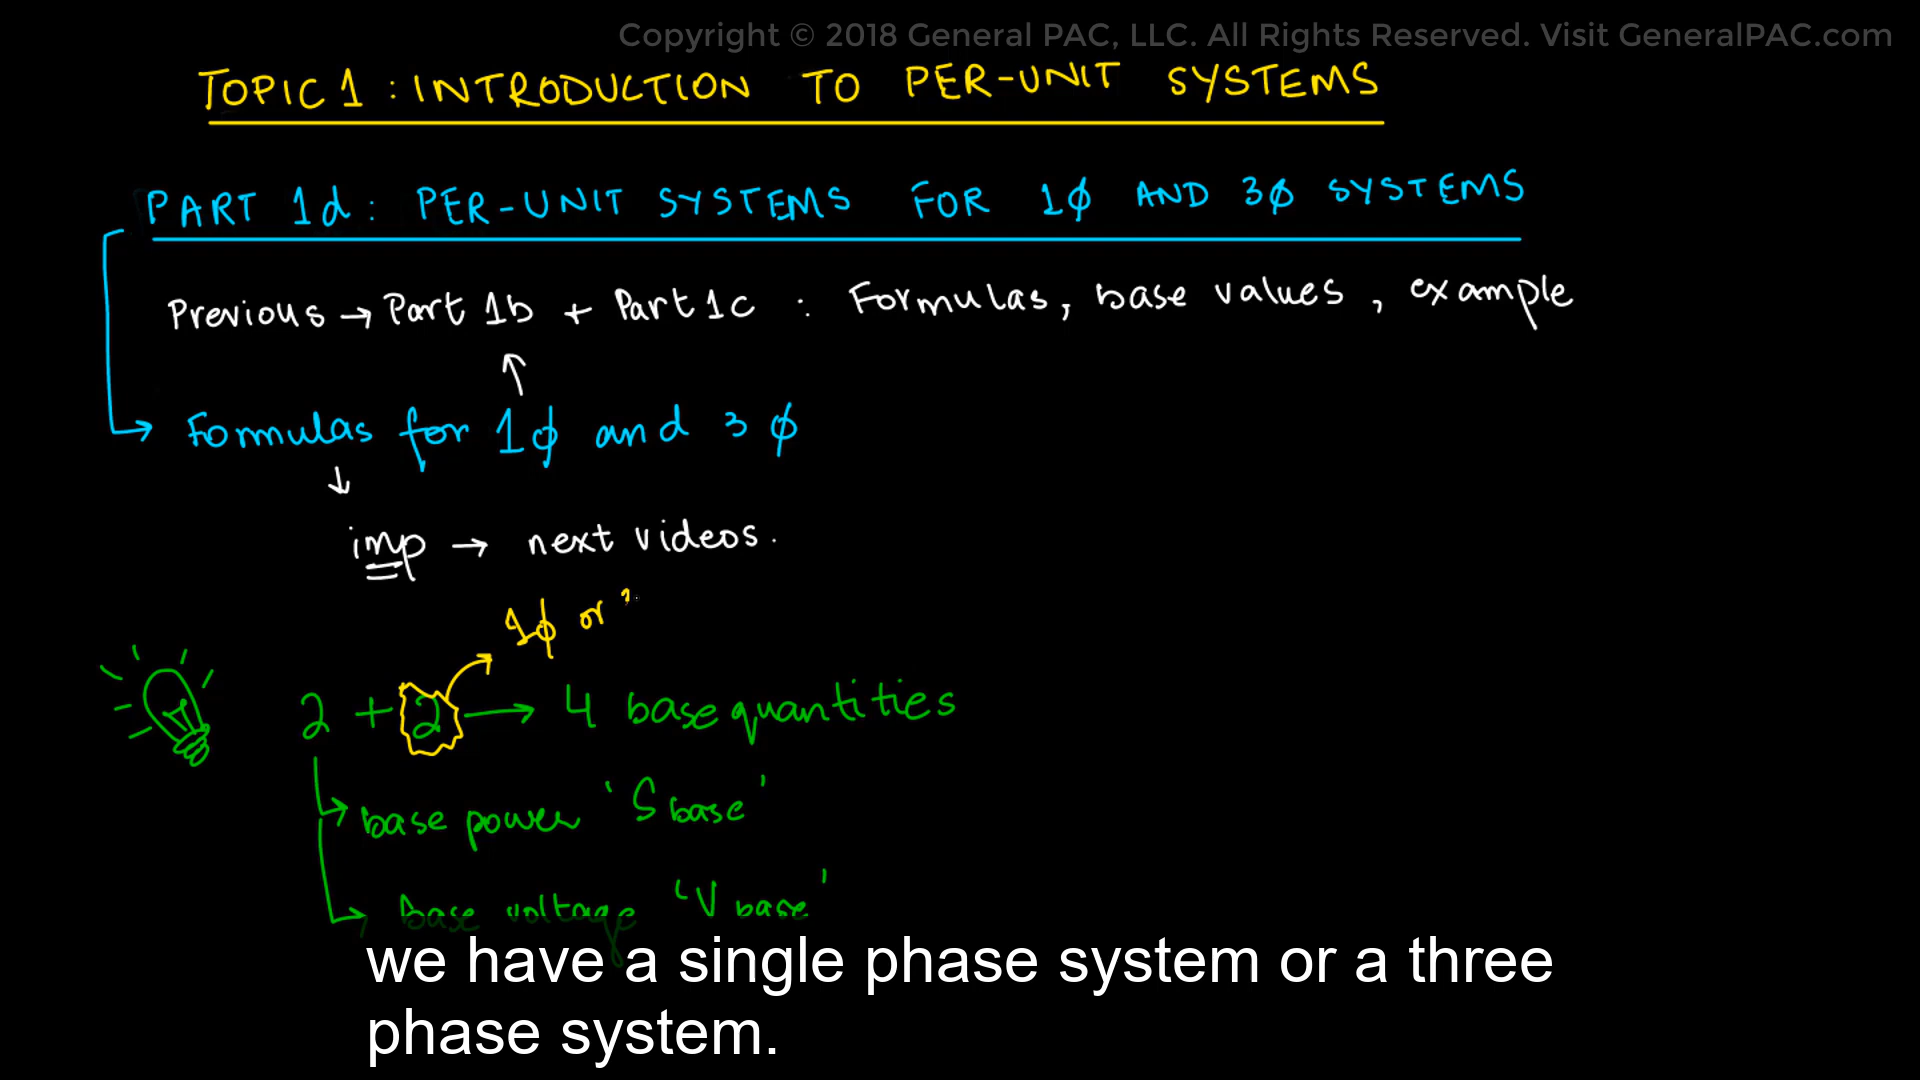 Copyright © 2018 General PAC, LLC. All Rights Reserved. Visit GeneralPAC.com
TOPIC 1 : INTRODUCTION TO PER-UNIT SYSTEMS
PART 1d : PER-UNIT SYSTEMS FOR 1ϕ AND 3ϕ SYSTEMS
Previous → Part 1b + Part 1c : Formulas, base values, example
Formulas for 1ϕ and 3ϕ
imp → next videos.
1ϕ or
2 + 2 → 4 base quantities
base power 'S base'
base voltage 'V base'
we have a single phase system or a three
phase system.